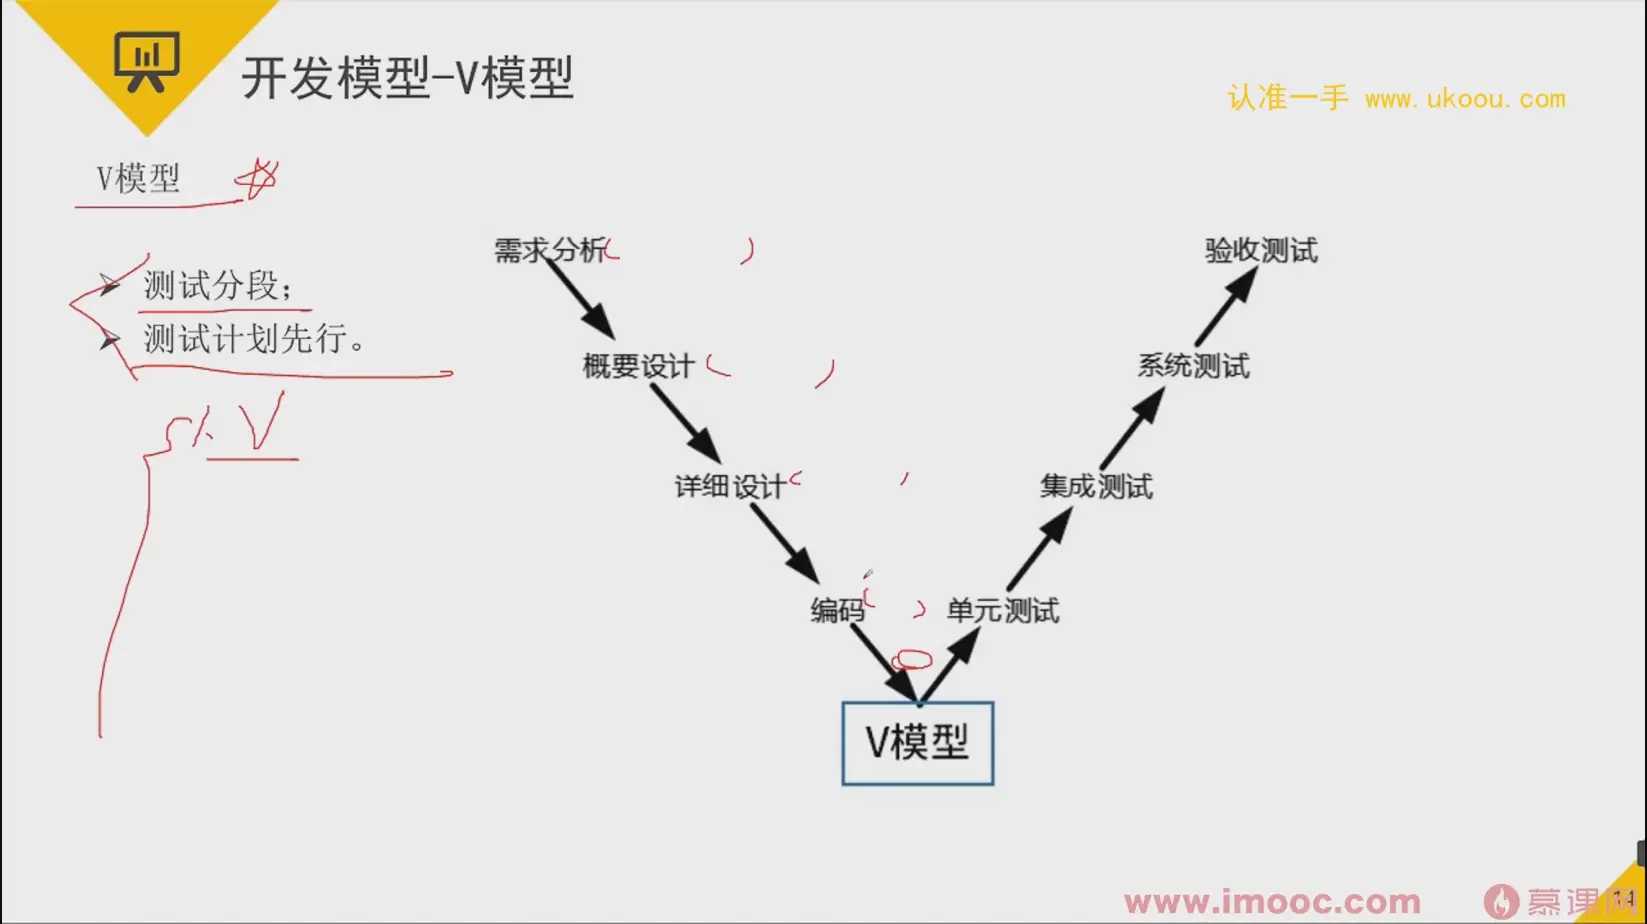 开发模型-V模型
认准一手 www.ukoou.com
V模型
测试分段；
测试计划先行。
V
需求分析( )
验收测试
概要设计( )
系统测试
详细设计( )
集成测试
编码( )
单元测试
V模型
www.imooc.com
慕课网
14